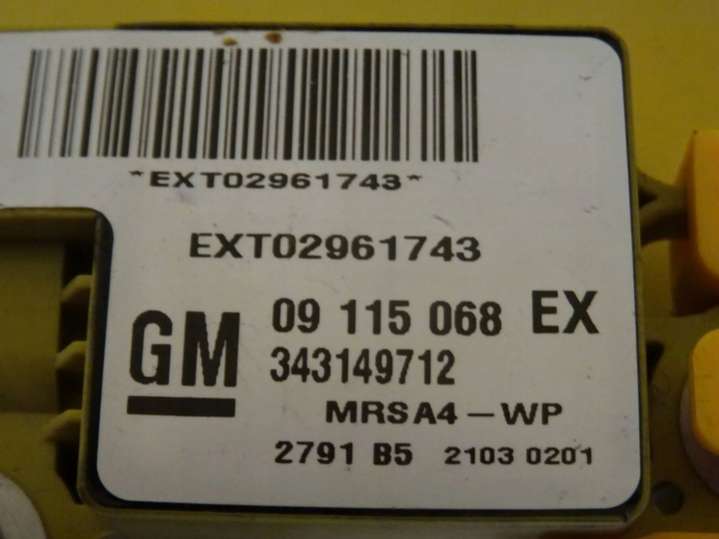 *EXT02961743*
EXT02961743
GM 09 115 068 EX
343149712
MRSA4-WP
2791 B5 2103 0201